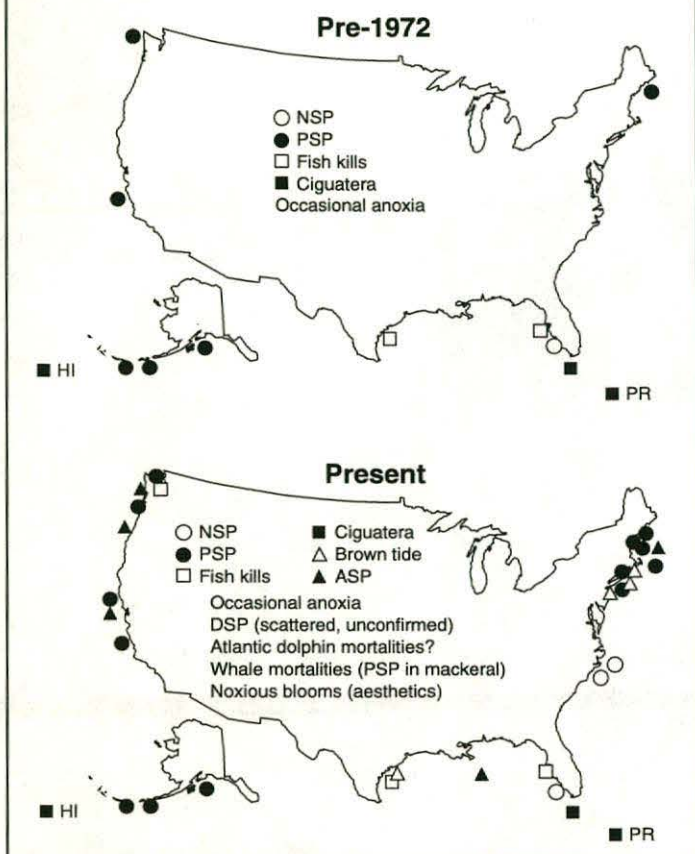 Pre-1972
NSP
PSP
Fish kills
Ciguatera
Occasional anoxia
HI
PR
Present
NSP
PSP
Fish kills
Ciguatera
Brown tide
ASP
Occasional anoxia
DSP (scattered, unconfirmed)
Atlantic dolphin mortalities?
Whale mortalities (PSP in mackeral)
Noxious blooms (aesthetics)
HI
PR